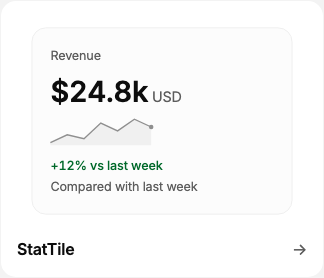 Revenue
$24.8k USD
+12% vs last week
Compared with last week
StatTile →